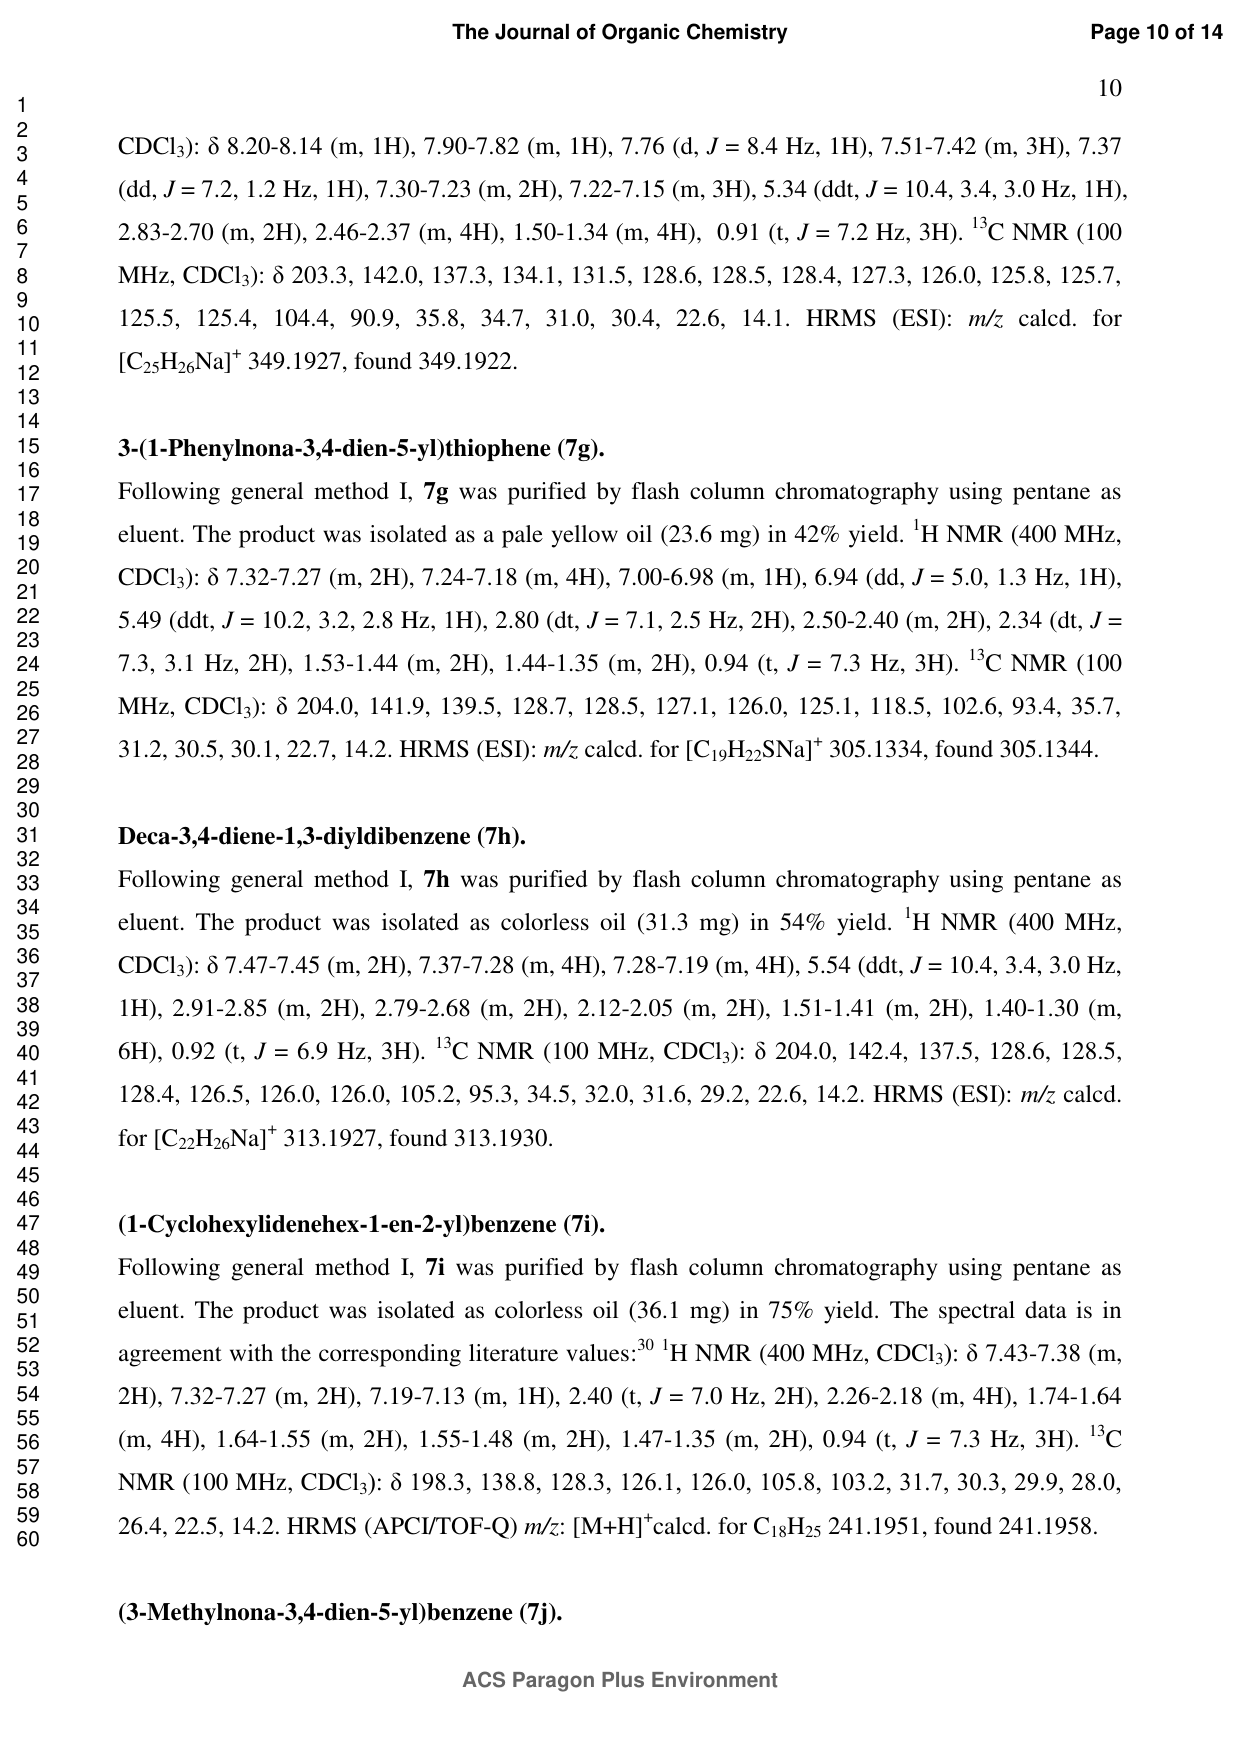 The Journal of Organic Chemistry
Page 10 of 14
10
1
2
3
4
5
6
7
8
9
10
11
12
13
14
15
16
17
18
19
20
21
22
23
24
25
26
27
28
29
30
31
32
33
34
35
36
37
38
39
40
41
42
43
44
45
46
47
48
49
50
51
52
53
54
55
56
57
58
59
60
CDCl₃): δ 8.20-8.14 (m, 1H), 7.90-7.82 (m, 1H), 7.76 (d, J = 8.4 Hz, 1H), 7.51-7.42 (m, 3H), 7.37
(dd, J = 7.2, 1.2 Hz, 1H), 7.30-7.23 (m, 2H), 7.22-7.15 (m, 3H), 5.34 (ddt, J = 10.4, 3.4, 3.0 Hz, 1H),
2.83-2.70 (m, 2H), 2.46-2.37 (m, 4H), 1.50-1.34 (m, 4H), 0.91 (t, J = 7.2 Hz, 3H). ¹³C NMR (100
MHz, CDCl₃): δ 203.3, 142.0, 137.3, 134.1, 131.5, 128.6, 128.5, 128.4, 127.3, 126.0, 125.8, 125.7,
125.5, 125.4, 104.4, 90.9, 35.8, 34.7, 31.0, 30.4, 22.6, 14.1. HRMS (ESI): m/z calcd. for
[C₂₅H₂₆Na]⁺ 349.1927, found 349.1922.
3-(1-Phenylnona-3,4-dien-5-yl)thiophene (7g).
Following general method I, 7g was purified by flash column chromatography using pentane as
eluent. The product was isolated as a pale yellow oil (23.6 mg) in 42% yield. ¹H NMR (400 MHz,
CDCl₃): δ 7.32-7.27 (m, 2H), 7.24-7.18 (m, 4H), 7.00-6.98 (m, 1H), 6.94 (dd, J = 5.0, 1.3 Hz, 1H),
5.49 (ddt, J = 10.2, 3.2, 2.8 Hz, 1H), 2.80 (dt, J = 7.1, 2.5 Hz, 2H), 2.50-2.40 (m, 2H), 2.34 (dt, J =
7.3, 3.1 Hz, 2H), 1.53-1.44 (m, 2H), 1.44-1.35 (m, 2H), 0.94 (t, J = 7.3 Hz, 3H). ¹³C NMR (100
MHz, CDCl₃): δ 204.0, 141.9, 139.5, 128.7, 128.5, 127.1, 126.0, 125.1, 118.5, 102.6, 93.4, 35.7,
31.2, 30.5, 30.1, 22.7, 14.2. HRMS (ESI): m/z calcd. for [C₁₉H₂₂SNa]⁺ 305.1334, found 305.1344.
Deca-3,4-diene-1,3-diyldibenzene (7h).
Following general method I, 7h was purified by flash column chromatography using pentane as
eluent. The product was isolated as colorless oil (31.3 mg) in 54% yield. ¹H NMR (400 MHz,
CDCl₃): δ 7.47-7.45 (m, 2H), 7.37-7.28 (m, 4H), 7.28-7.19 (m, 4H), 5.54 (ddt, J = 10.4, 3.4, 3.0 Hz,
1H), 2.91-2.85 (m, 2H), 2.79-2.68 (m, 2H), 2.12-2.05 (m, 2H), 1.51-1.41 (m, 2H), 1.40-1.30 (m,
6H), 0.92 (t, J = 6.9 Hz, 3H). ¹³C NMR (100 MHz, CDCl₃): δ 204.0, 142.4, 137.5, 128.6, 128.5,
128.4, 126.5, 126.0, 126.0, 105.2, 95.3, 34.5, 32.0, 31.6, 29.2, 22.6, 14.2. HRMS (ESI): m/z calcd.
for [C₂₂H₂₆Na]⁺ 313.1927, found 313.1930.
(1-Cyclohexylidenehex-1-en-2-yl)benzene (7i).
Following general method I, 7i was purified by flash column chromatography using pentane as
eluent. The product was isolated as colorless oil (36.1 mg) in 75% yield. The spectral data is in
agreement with the corresponding literature values:³⁰ ¹H NMR (400 MHz, CDCl₃): δ 7.43-7.38 (m,
2H), 7.32-7.27 (m, 2H), 7.19-7.13 (m, 1H), 2.40 (t, J = 7.0 Hz, 2H), 2.26-2.18 (m, 4H), 1.74-1.64
(m, 4H), 1.64-1.55 (m, 2H), 1.55-1.48 (m, 2H), 1.47-1.35 (m, 2H), 0.94 (t, J = 7.3 Hz, 3H). ¹³C
NMR (100 MHz, CDCl₃): δ 198.3, 138.8, 128.3, 126.1, 126.0, 105.8, 103.2, 31.7, 30.3, 29.9, 28.0,
26.4, 22.5, 14.2. HRMS (APCI/TOF-Q) m/z: [M+H]⁺calcd. for C₁₈H₂₅ 241.1951, found 241.1958.
(3-Methylnona-3,4-dien-5-yl)benzene (7j).
ACS Paragon Plus Environment